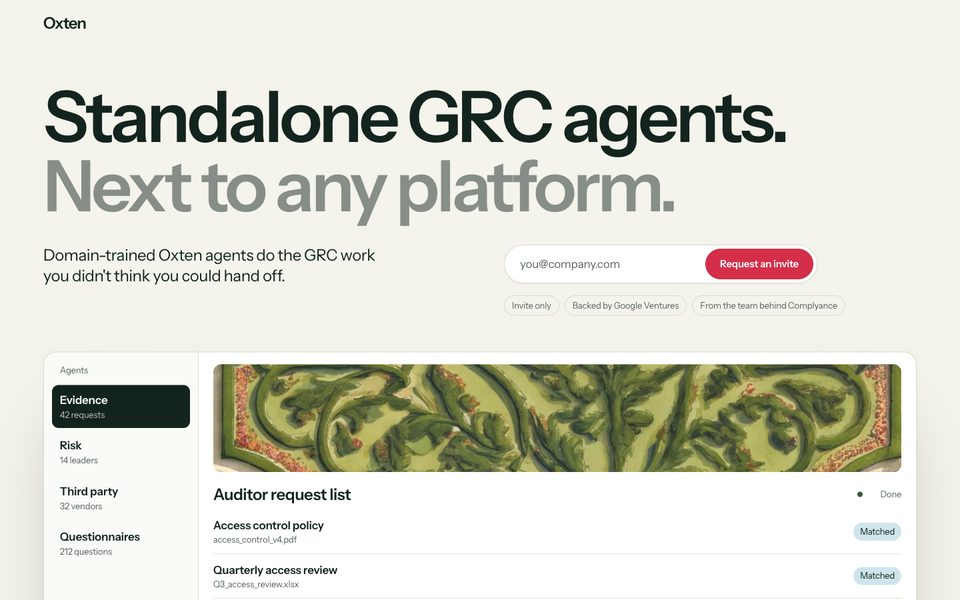 Oxten
Standalone GRC agents.
Next to any platform.
Domain-trained Oxten agents do the GRC work
you didn't think you could hand off.
you@company.com
Request an invite
Invite only
Backed by Google Ventures
From the team behind Complyance
Agents
Evidence
42 requests
Risk
14 leaders
Third party
32 vendors
Questionnaires
212 questions
Auditor request list
Done
Access control policy
access_control_v4.pdf
Matched
Quarterly access review
Q3_access_review.xlsx
Matched